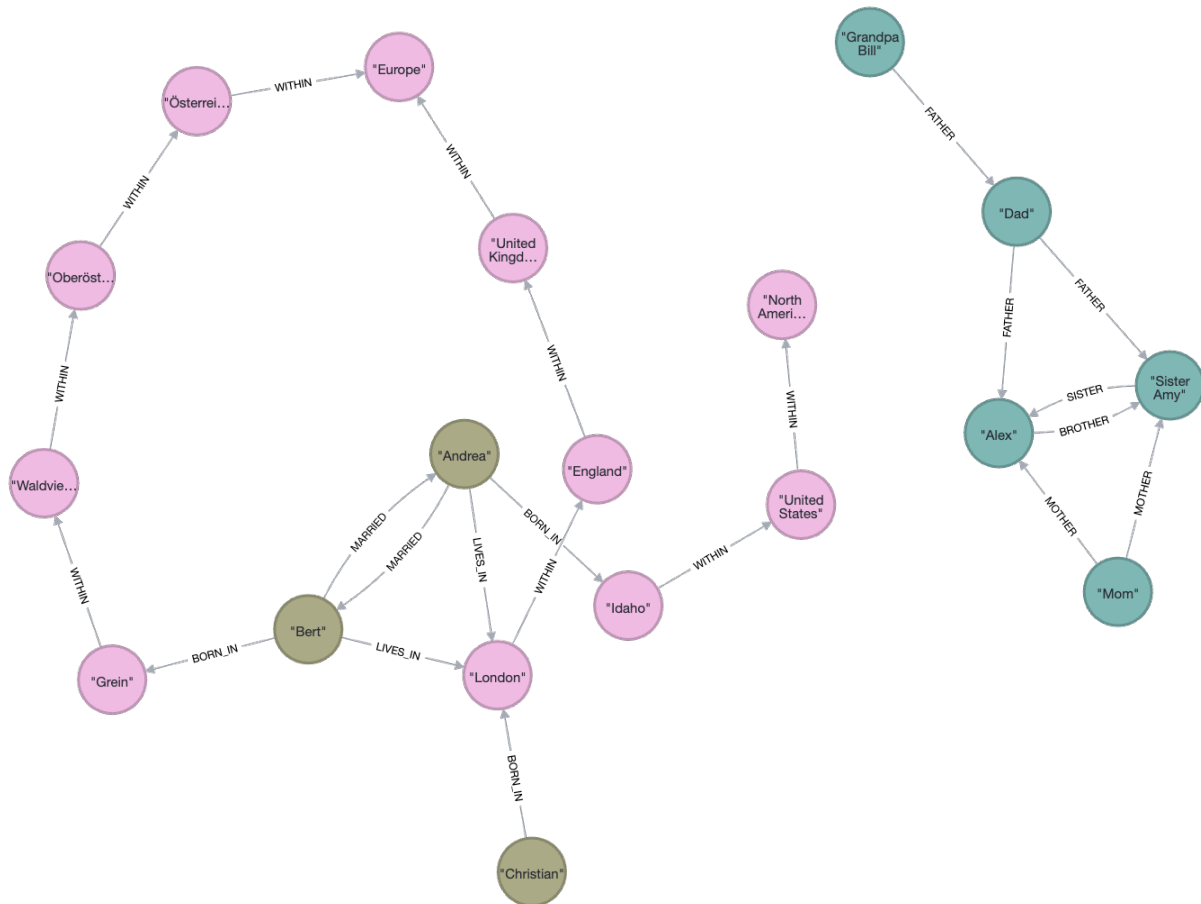 "Grandpa
Bill"
"Europe"
"Österrei...
WITHIN
FATHER
WITHIN
WITHIN
"Dad"
"United
Kingd...
"Oberöst...
FATHER
FATHER
"North
Ameri...
WITHIN
WITHIN
"Sister
Amy"
SISTER
"Alex"
BROTHER
WITHIN
"Andrea"
"England"
"Waldvie...
"United
States"
MARRIED
MARRIED
LIVES_IN
BORN_IN
WITHIN
MOTHER
MOTHER
WITHIN
WITHIN
"Idaho"
"Mom"
"Bert"
BORN_IN
LIVES_IN
"Grein"
"London"
BORN_IN
"Christian"